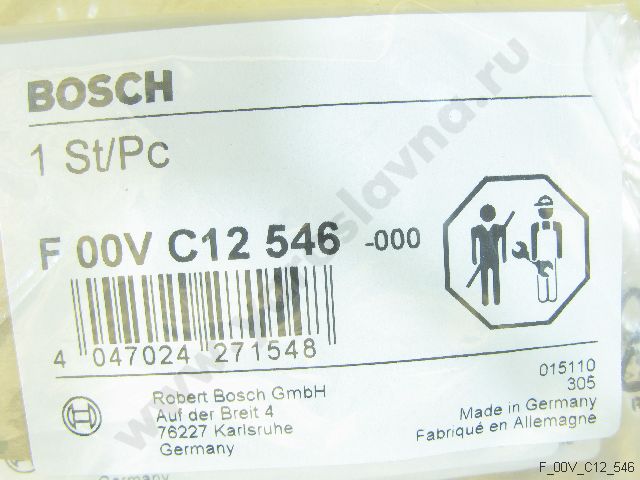 BOSCH
1 St/Pc
F 00V C12 546 -000
4 047024 271548
Robert Bosch GmbH
Auf der Breit 4
76227 Karlsruhe
Germany
015110
305
Made in Germany
Fabriqué en Allemagne
Germany
F_00V_C12_546